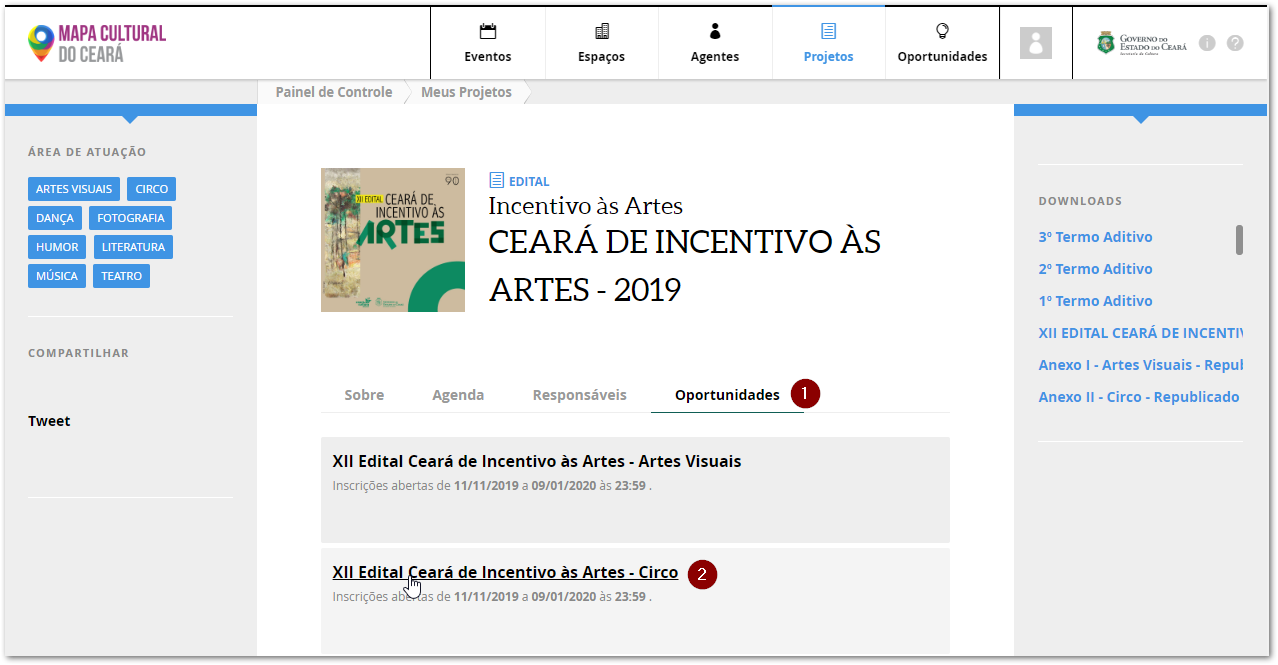 MAPA CULTURAL
DO CEARÁ
Eventos
Espaços
Agentes
Projetos
Oportunidades
GOVERNO DO
ESTADO DO CEARÁ
Secretaria da Cultura
Painel de Controle
Meus Projetos
ÁREA DE ATUAÇÃO
ARTES VISUAIS
CIRCO
DANÇA
FOTOGRAFIA
HUMOR
LITERATURA
MÚSICA
TEATRO
COMPARTILHAR
Tweet
90
XII EDITAL CEARÁ DE
INCENTIVO ÀS
ARTES
EDITAL
Incentivo às Artes
CEARÁ DE INCENTIVO ÀS
ARTES - 2019
Sobre
Agenda
Responsáveis
Oportunidades
1
XII Edital Ceará de Incentivo às Artes - Artes Visuais
Inscrições abertas de 11/11/2019 a 09/01/2020 às 23:59 .
XII Edital Ceará de Incentivo às Artes - Circo
2
Inscrições abertas de 11/11/2019 a 09/01/2020 às 23:59 .
DOWNLOADS
3º Termo Aditivo
2º Termo Aditivo
1º Termo Aditivo
XII EDITAL CEARÁ DE INCENTIV
Anexo I - Artes Visuais - Republ
Anexo II - Circo - Republicado